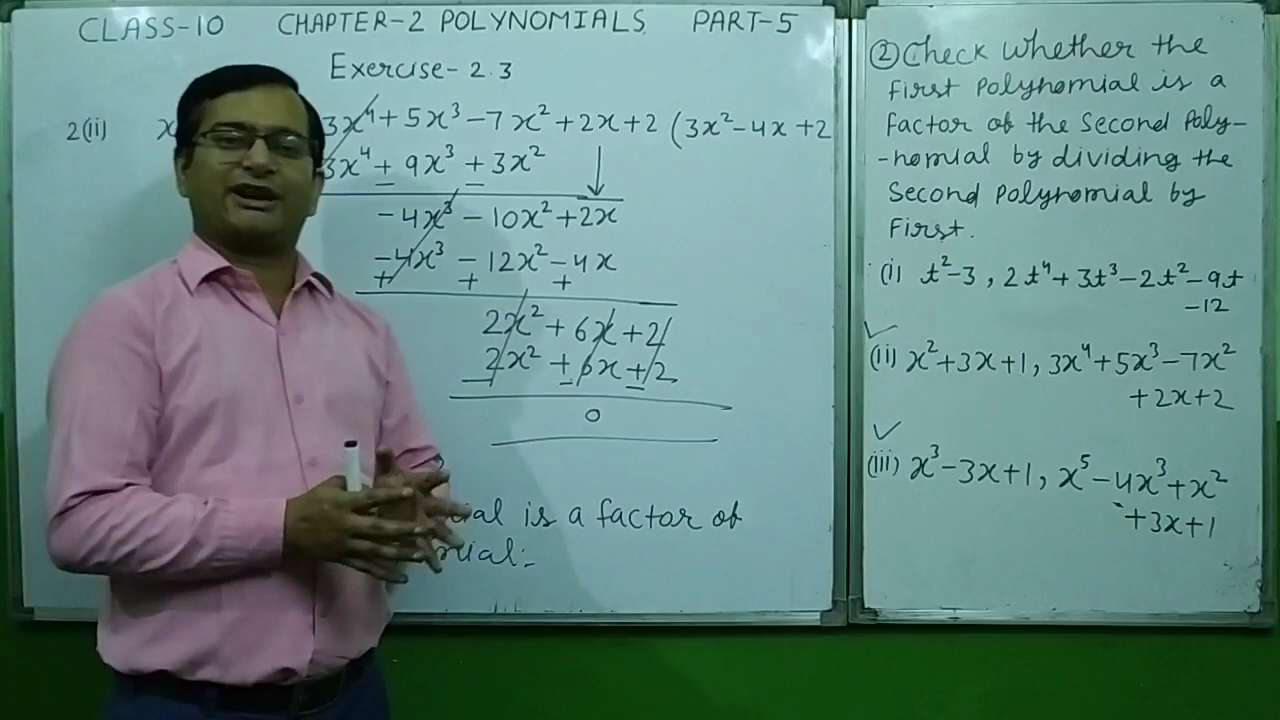 CLASS-10 CHAPTER-2 POLYNOMIALS PART-5
Exercise-2.3
2(ii) x 3x⁴+5x³-7x²+2x+2 (3x²-4x+2
3x⁴+9x³+3x²
- -
-4x³-10x²+2x
-4x³-12x²-4x
+ + +
2x²+6x+2
2x²+6x+2
- - -
0
ial is a factor of
mial:-
② Check whether the
First Polynomial is a
factor of the Second Poly-
-nomial by dividing the
Second Polynomial by
First.
(i) t²-3, 2t⁴+3t³-2t²-9t
-12
(ii) x²+3x+1, 3x⁴+5x³-7x²
+2x+2
(iii) x³-3x+1, x⁵-4x³+x²
+3x+1